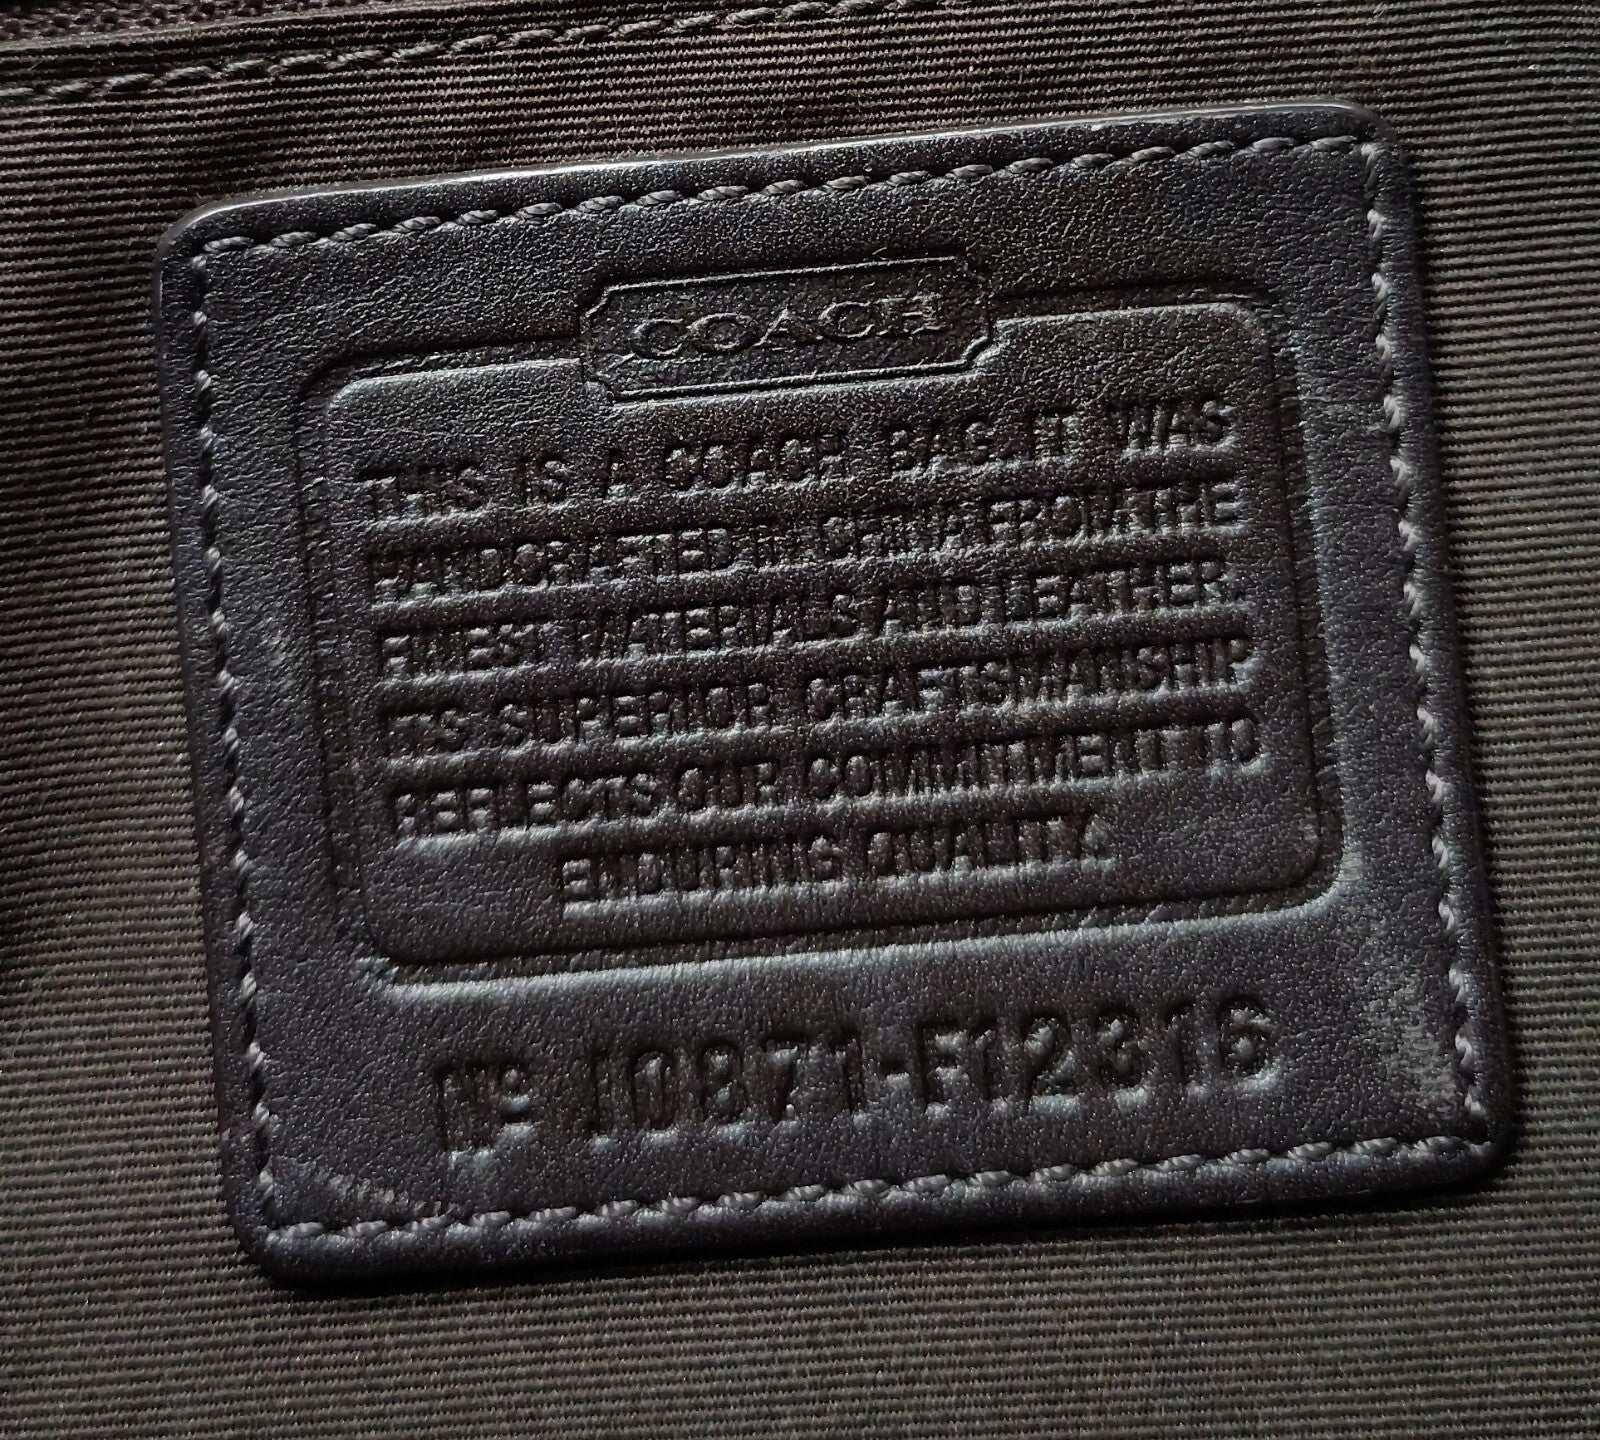 COACH
THIS IS A COACH BAG. IT WAS
HANDCRAFTED IN CHINA FROM THE
FINEST MATERIALS AND LEATHER.
ITS SUPERIOR CRAFTSMANSHIP
REFLECTS OUR COMMITMENT TO
ENDURING QUALITY.
Nº 10871-F12316